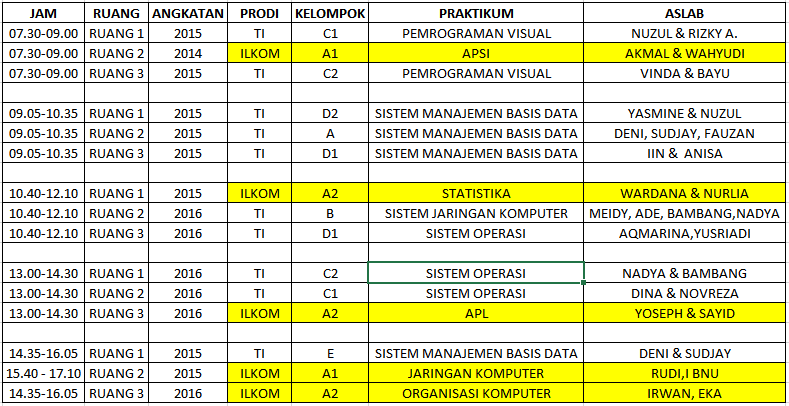 JAM RUANG ANGKATAN PRODI KELOMPOK PRAKTIKUM ASLAB
07.30-09.00 RUANG 1 2015 TI C1 PEMROGRAMAN VISUAL NUZUL & RIZKY A.
07.30-09.00 RUANG 2 2014 ILKOM A1 APSI AKMAL & WAHYUDI
07.30-09.00 RUANG 3 2015 TI C2 PEMROGRAMAN VISUAL VINDA & BAYU
09.05-10.35 RUANG 1 2015 TI D2 SISTEM MANAJEMEN BASIS DATA YASMINE & NUZUL
09.05-10.35 RUANG 2 2015 TI A SISTEM MANAJEMEN BASIS DATA DENI, SUDJAY, FAUZAN
09.05-10.35 RUANG 3 2015 TI D1 SISTEM MANAJEMEN BASIS DATA IIN & ANISA
10.40-12.10 RUANG 1 2015 ILKOM A2 STATISTIKA WARDANA & NURLIA
10.40-12.10 RUANG 2 2016 TI B SISTEM JARINGAN KOMPUTER MEIDY, ADE, BAMBANG,NADYA
10.40-12.10 RUANG 3 2016 TI D1 SISTEM OPERASI AQMARINA,YUSRIADI
13.00-14.30 RUANG 1 2016 TI C2 SISTEM OPERASI NADYA & BAMBANG
13.00-14.30 RUANG 2 2016 TI C1 SISTEM OPERASI DINA & NOVREZA
13.00-14.30 RUANG 3 2016 ILKOM A2 APL YOSEPH & SAYID
14.35-16.05 RUANG 1 2015 TI E SISTEM MANAJEMEN BASIS DATA DENI & SUDJAY
15.40 - 17.10 RUANG 2 2015 ILKOM A1 JARINGAN KOMPUTER RUDI,I BNU
14.35-16.05 RUANG 3 2016 ILKOM A2 ORGANISASI KOMPUTER IRWAN, EKA